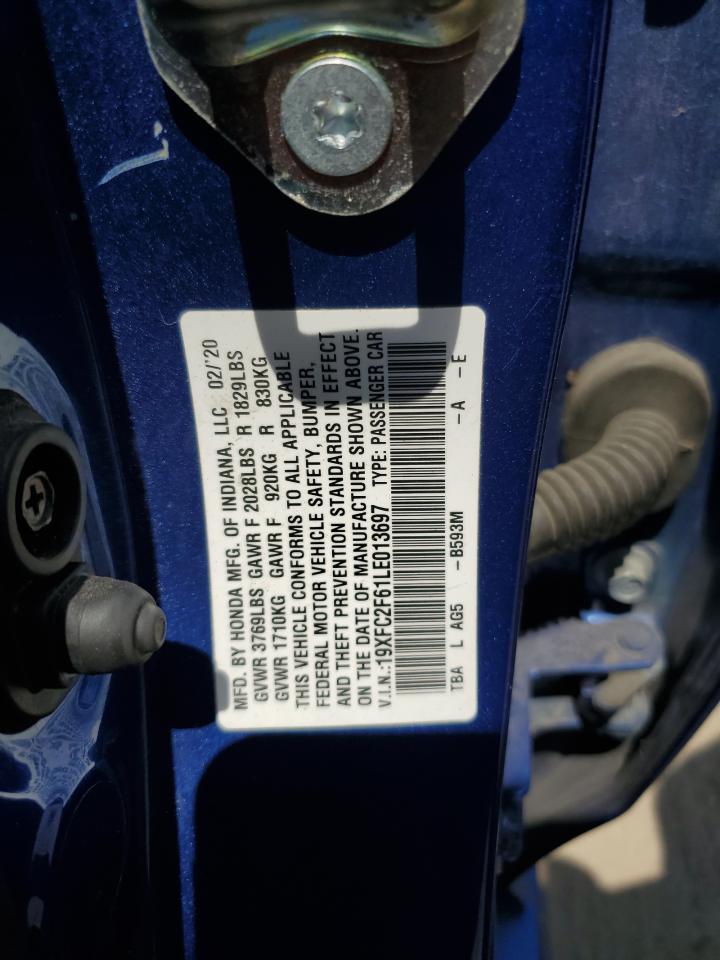 MFD. BY HONDA MFG. OF INDIANA, LLC 02/'20
GVWR 3769LBS GAWR F 2028LBS R 1829LBS
GVWR 1710KG GAWR F 920KG R 830KG
THIS VEHICLE CONFORMS TO ALL APPLICABLE
FEDERAL MOTOR VEHICLE SAFETY, BUMPER,
AND THEFT PREVENTION STANDARDS IN EFFECT
ON THE DATE OF MANUFACTURE SHOWN ABOVE.
V.I.N.:19XFC2F61LE013697 TYPE: PASSENGER CAR
TBA L AG5 -B593M -A -E